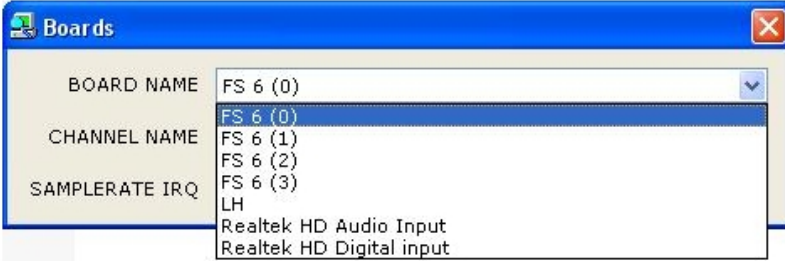 Boards
BOARD NAME FS 6 (0)
FS 6 (0)
CHANNEL NAME FS 6 (1)
FS 6 (2)
SAMPLERATE IRQ FS 6 (3)
LH
Realtek HD Audio Input
Realtek HD Digital input